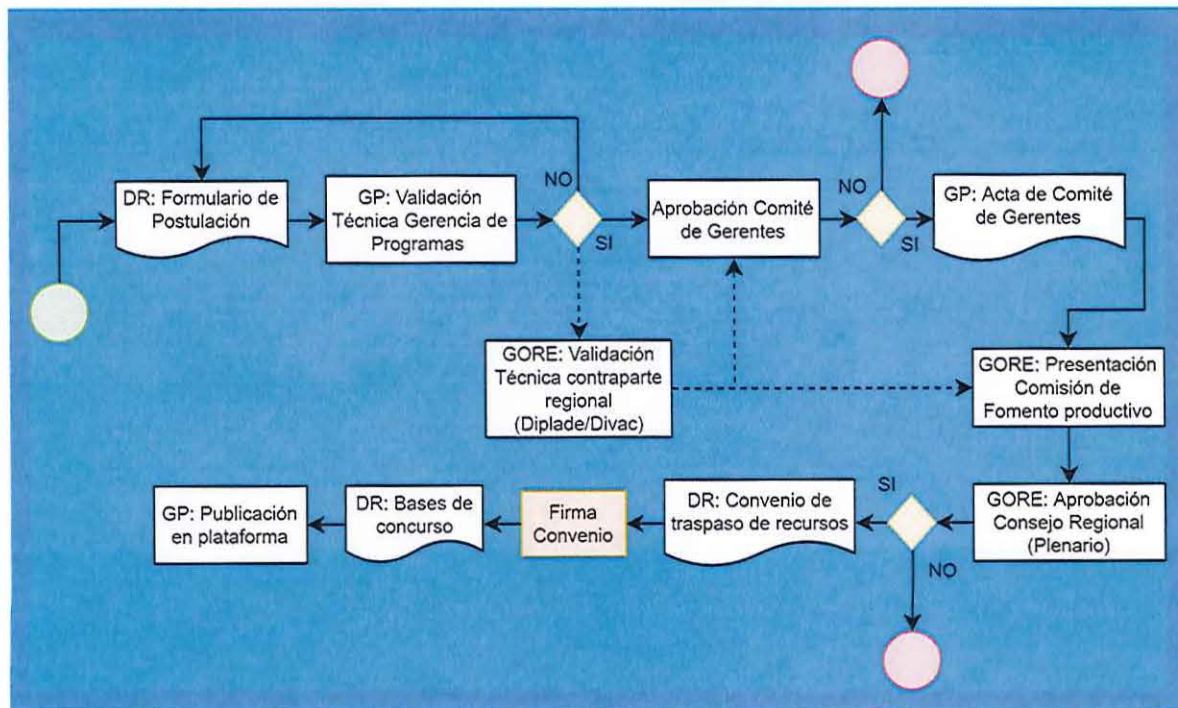 NO
DR: Formulario de
Postulación
GP: Validación
Técnica Gerencia de
Programas
SI
Aprobación Comité
de Gerentes
NO
SI
GP: Acta de Comité
de Gerentes
GORE: Validación
Técnica contraparte
regional
(Diplade/Divac)
GORE: Presentación
Comisión de
Fomento productivo
GORE: Aprobación
Consejo Regional
(Plenario)
SI
NO
DR: Convenio de
traspaso de recursos
Firma
Convenio
DR: Bases de
concurso
GP: Publicación
en plataforma